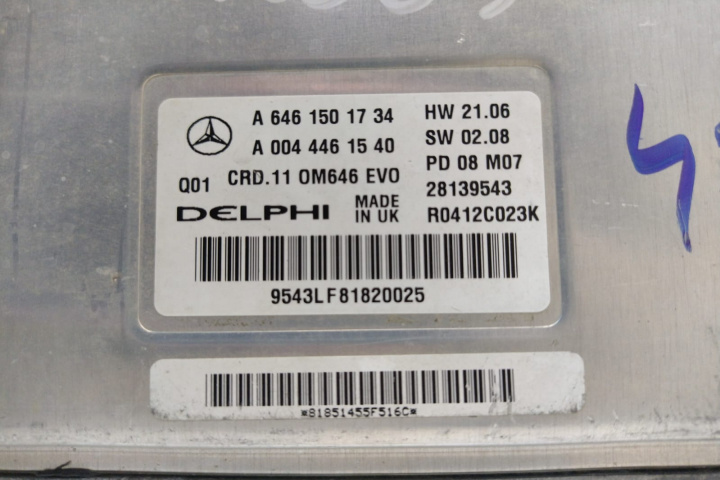 A 646 150 17 34 HW 21.06
A 004 446 15 40 SW 02.08
Q01 CRD.11 OM646 EVO PD 08 M07
28139543
DELPHI MADE IN UK R0412C023K
9543LF81820025
*81851455F516C*